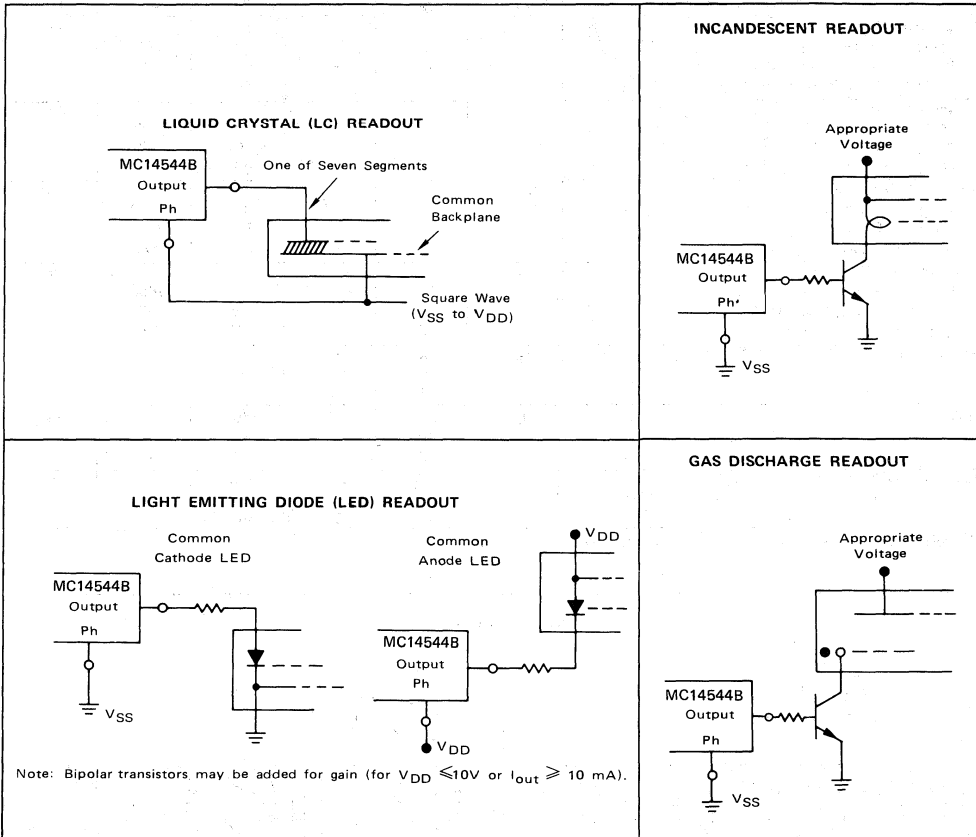 LIQUID CRYSTAL (LC) READOUT
MC14544B
Output
Ph
One of Seven Segments
Common
Backplane
Square Wave
(VSS to VDD)
INCANDESCENT READOUT
Appropriate
Voltage
MC14544B
Output
Ph
VSS
LIGHT EMITTING DIODE (LED) READOUT
Common
Cathode LED
MC14544B
Output
Ph
VSS
Common
Anode LED
VDD
MC14544B
Output
Ph
VDD
Note: Bipolar transistors may be added for gain (for VDD ⩽10V or Iout ⩾ 10 mA).
GAS DISCHARGE READOUT
Appropriate
Voltage
MC14544B
Output
Ph
VSS